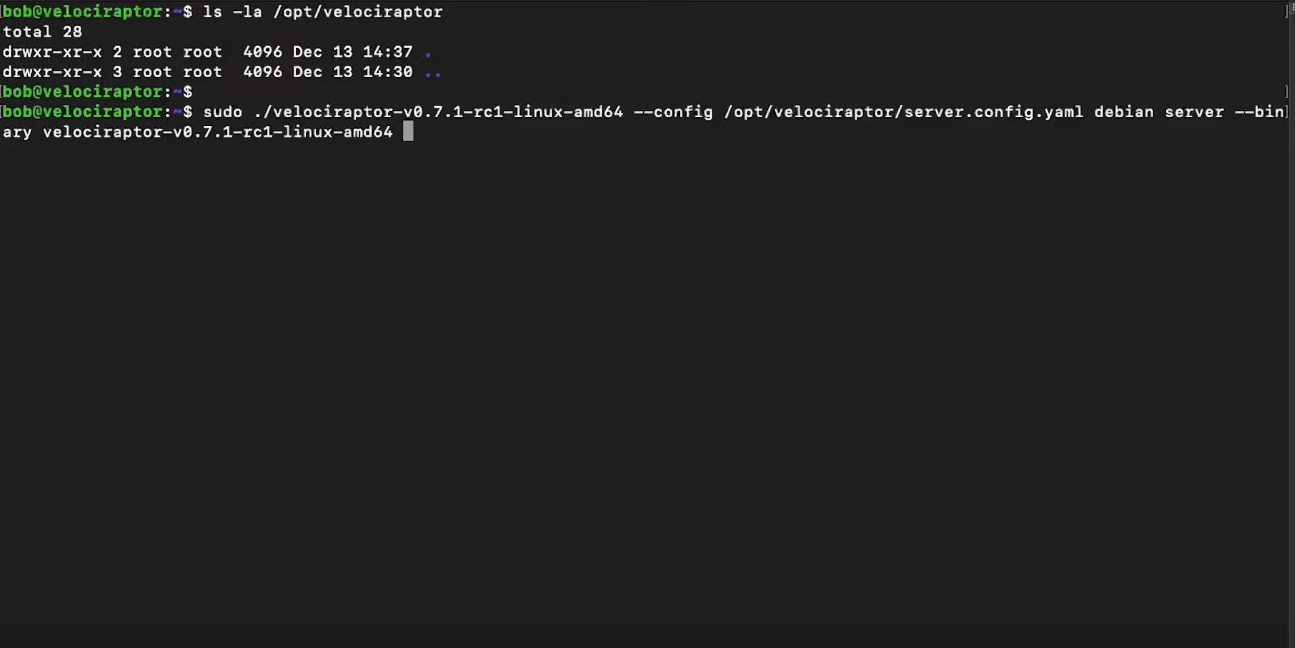 [bob@velociraptor:~$ ls -la /opt/velociraptor ]
total 28
drwxr-xr-x 2 root root  4096 Dec 13 14:37 .
drwxr-xr-x 3 root root  4096 Dec 13 14:30 ..
[bob@velociraptor:~$ ]
[bob@velociraptor:~$ sudo ./velociraptor-v0.7.1-rc1-linux-amd64 --config /opt/velociraptor/server.config.yaml debian server --bin]
ary velociraptor-v0.7.1-rc1-linux-amd64